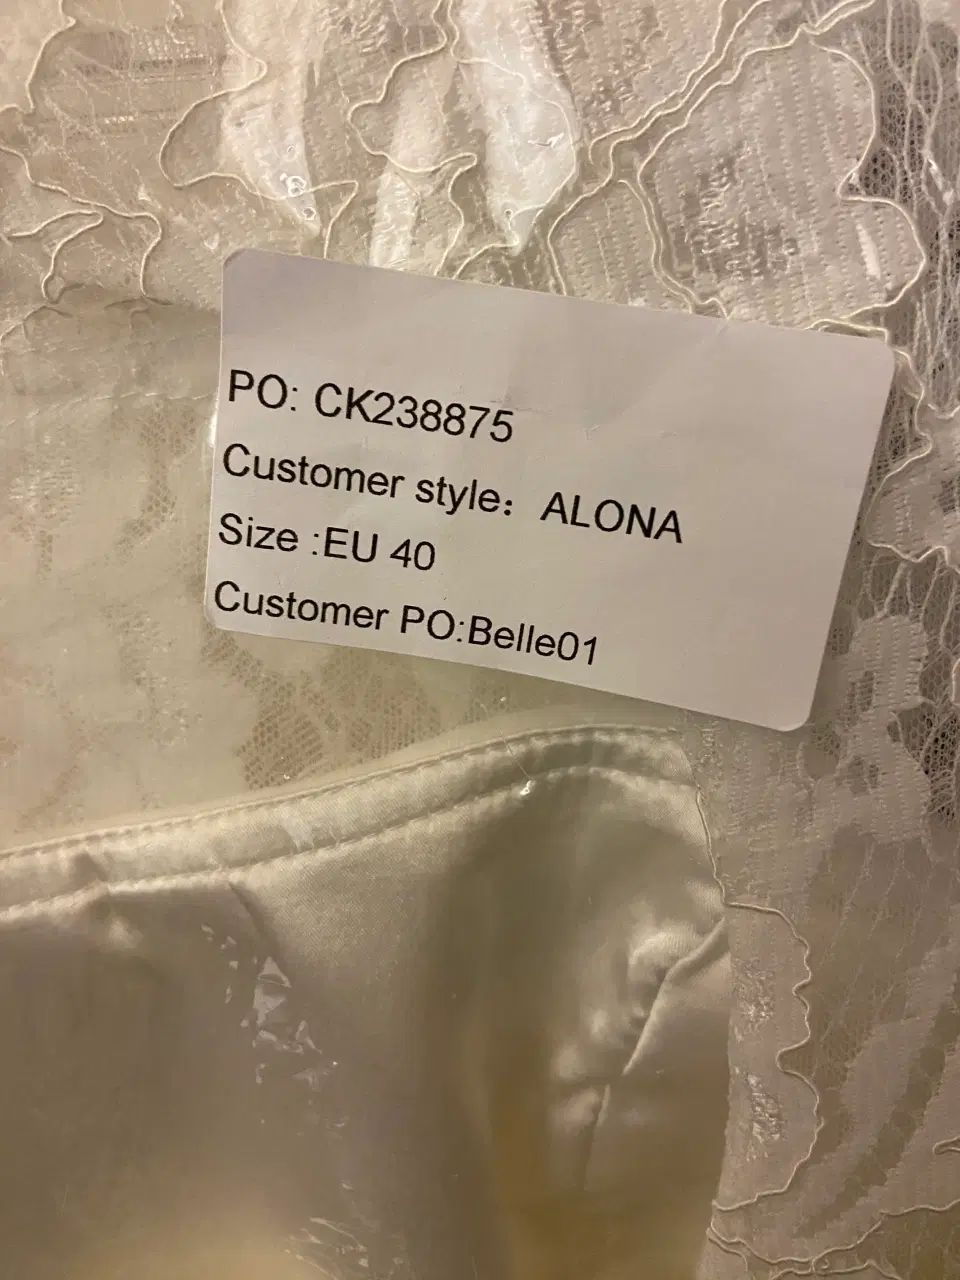 PO: CK238875
Customer style：ALONA
Size :EU 40
Customer PO:Belle01